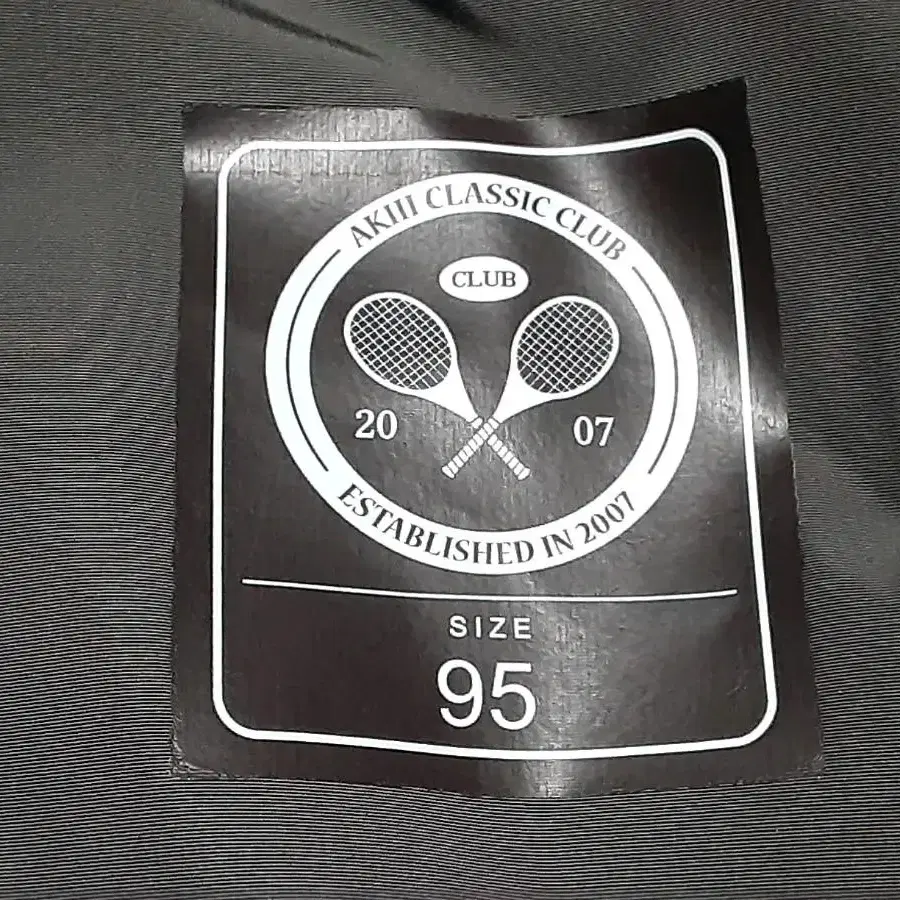 AKIII CLASSIC CLUB
CLUB
20 07
ESTABLISHED IN 2007
SIZE
95